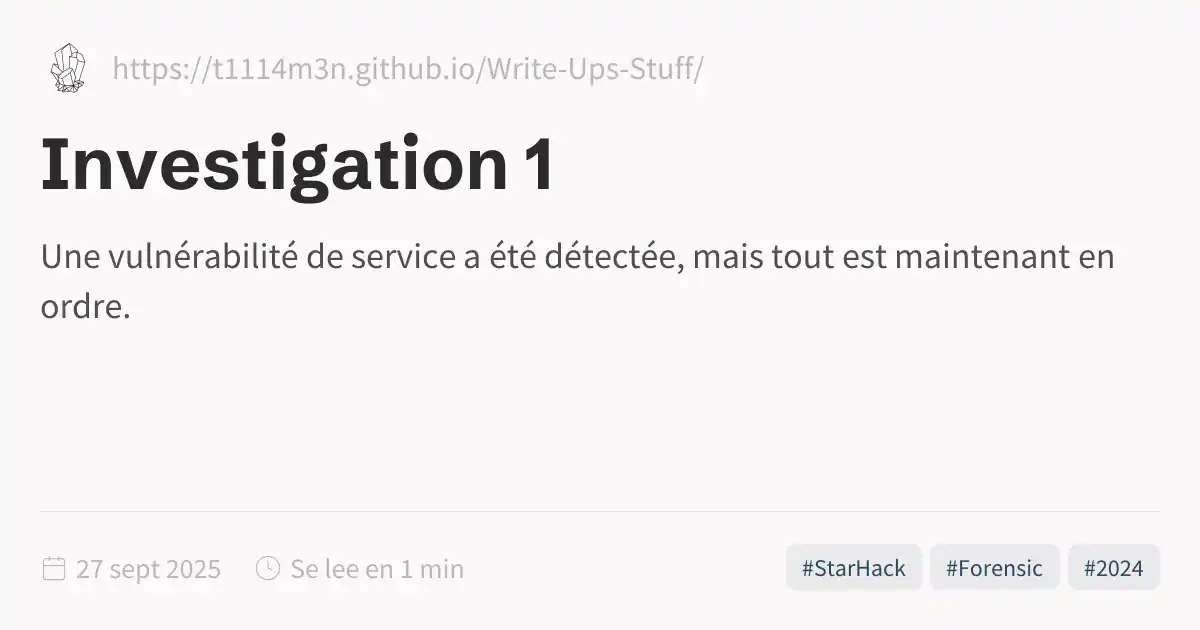 https://t1114m3n.github.io/Write-Ups-Stuff/
Investigation 1
Une vulnérabilité de service a été détectée, mais tout est maintenant en
ordre.
27 sept 2025 Se lee en 1 min #StarHack #Forensic #2024